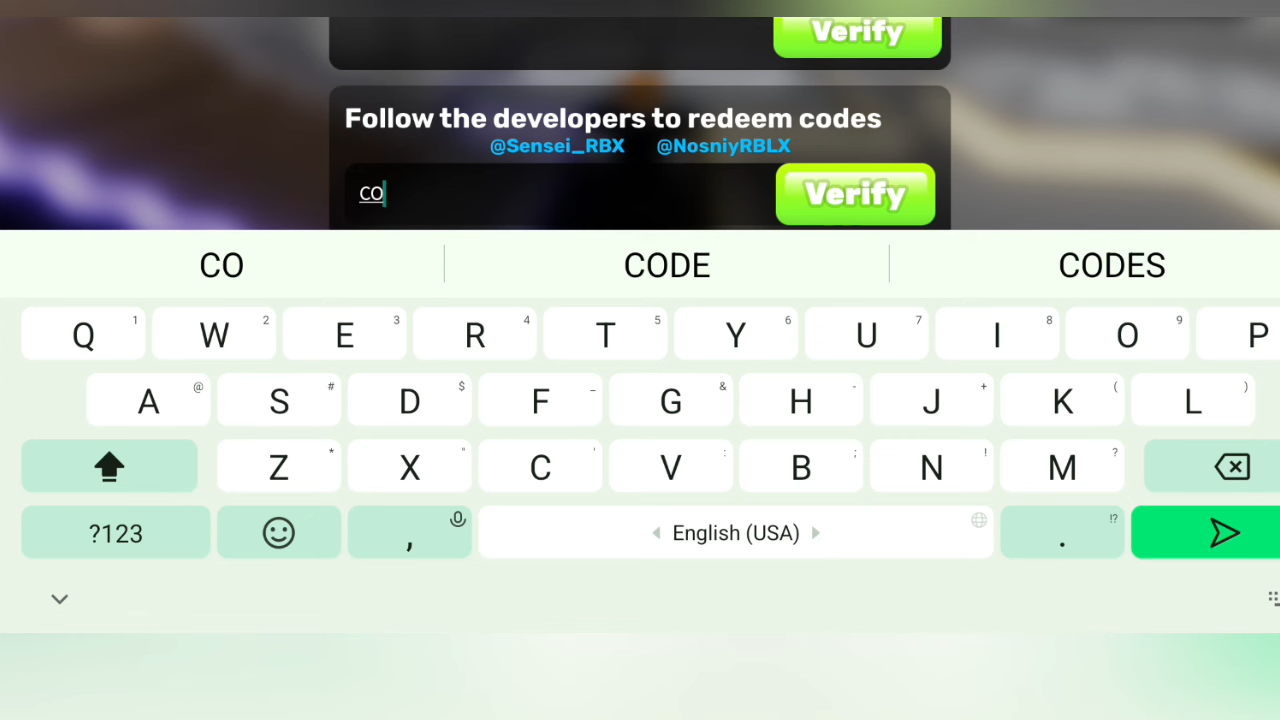 Verify
Follow the developers to redeem codes
@Sensei_RBX @NosniyRBLX
CO Verify
CO CODE CODES
Q 1 W 2 E 3 R 4 T 5 Y 6 U 7 I 8 O 9 P
A @ S # D $ F _ G & H - J + K ( L )
Z * X " C ' V : B ; N ! M ?
?123 , English (USA) . !?